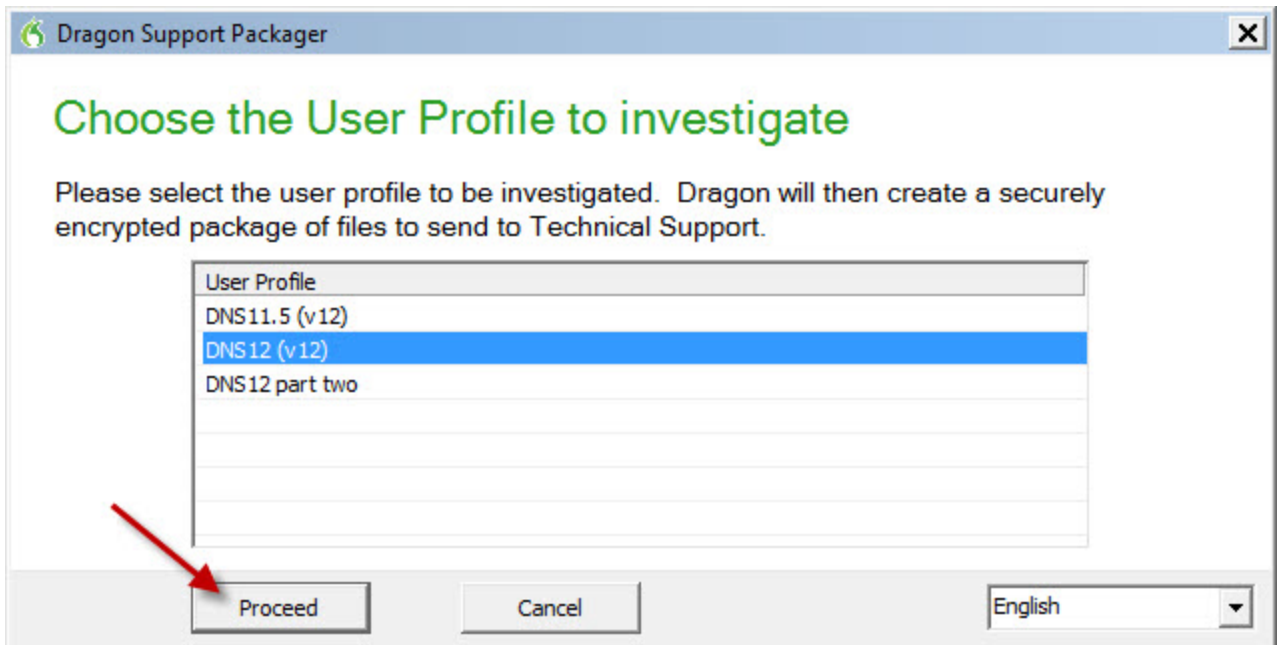 Dragon Support Packager
Choose the User Profile to investigate
Please select the user profile to be investigated.  Dragon will then create a securely
encrypted package of files to send to Technical Support.
User Profile
DNS11.5 (v12)
DNS12 (v12)
DNS12 part two
Proceed
Cancel
English